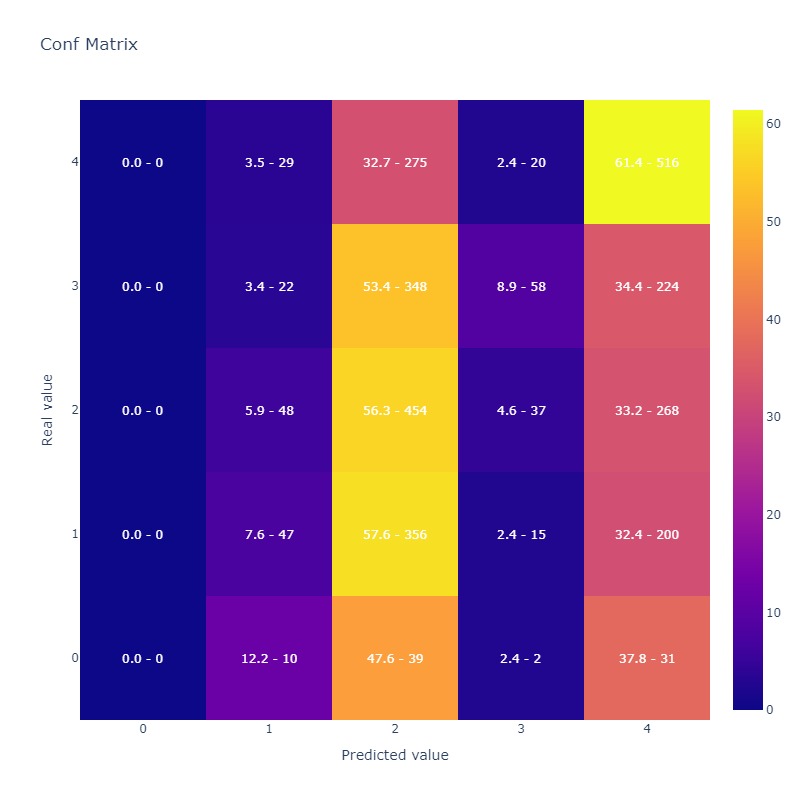 Conf Matrix
4 0.0 - 0 3.5 - 29 32.7 - 275 2.4 - 20 61.4 - 516
3 0.0 - 0 3.4 - 22 53.4 - 348 8.9 - 58 34.4 - 224
2 0.0 - 0 5.9 - 48 56.3 - 454 4.6 - 37 33.2 - 268
1 0.0 - 0 7.6 - 47 57.6 - 356 2.4 - 15 32.4 - 200
0 0.0 - 0 12.2 - 10 47.6 - 39 2.4 - 2 37.8 - 31
0 1 2 3 4
Predicted value
Real value
60
50
40
30
20
10
0